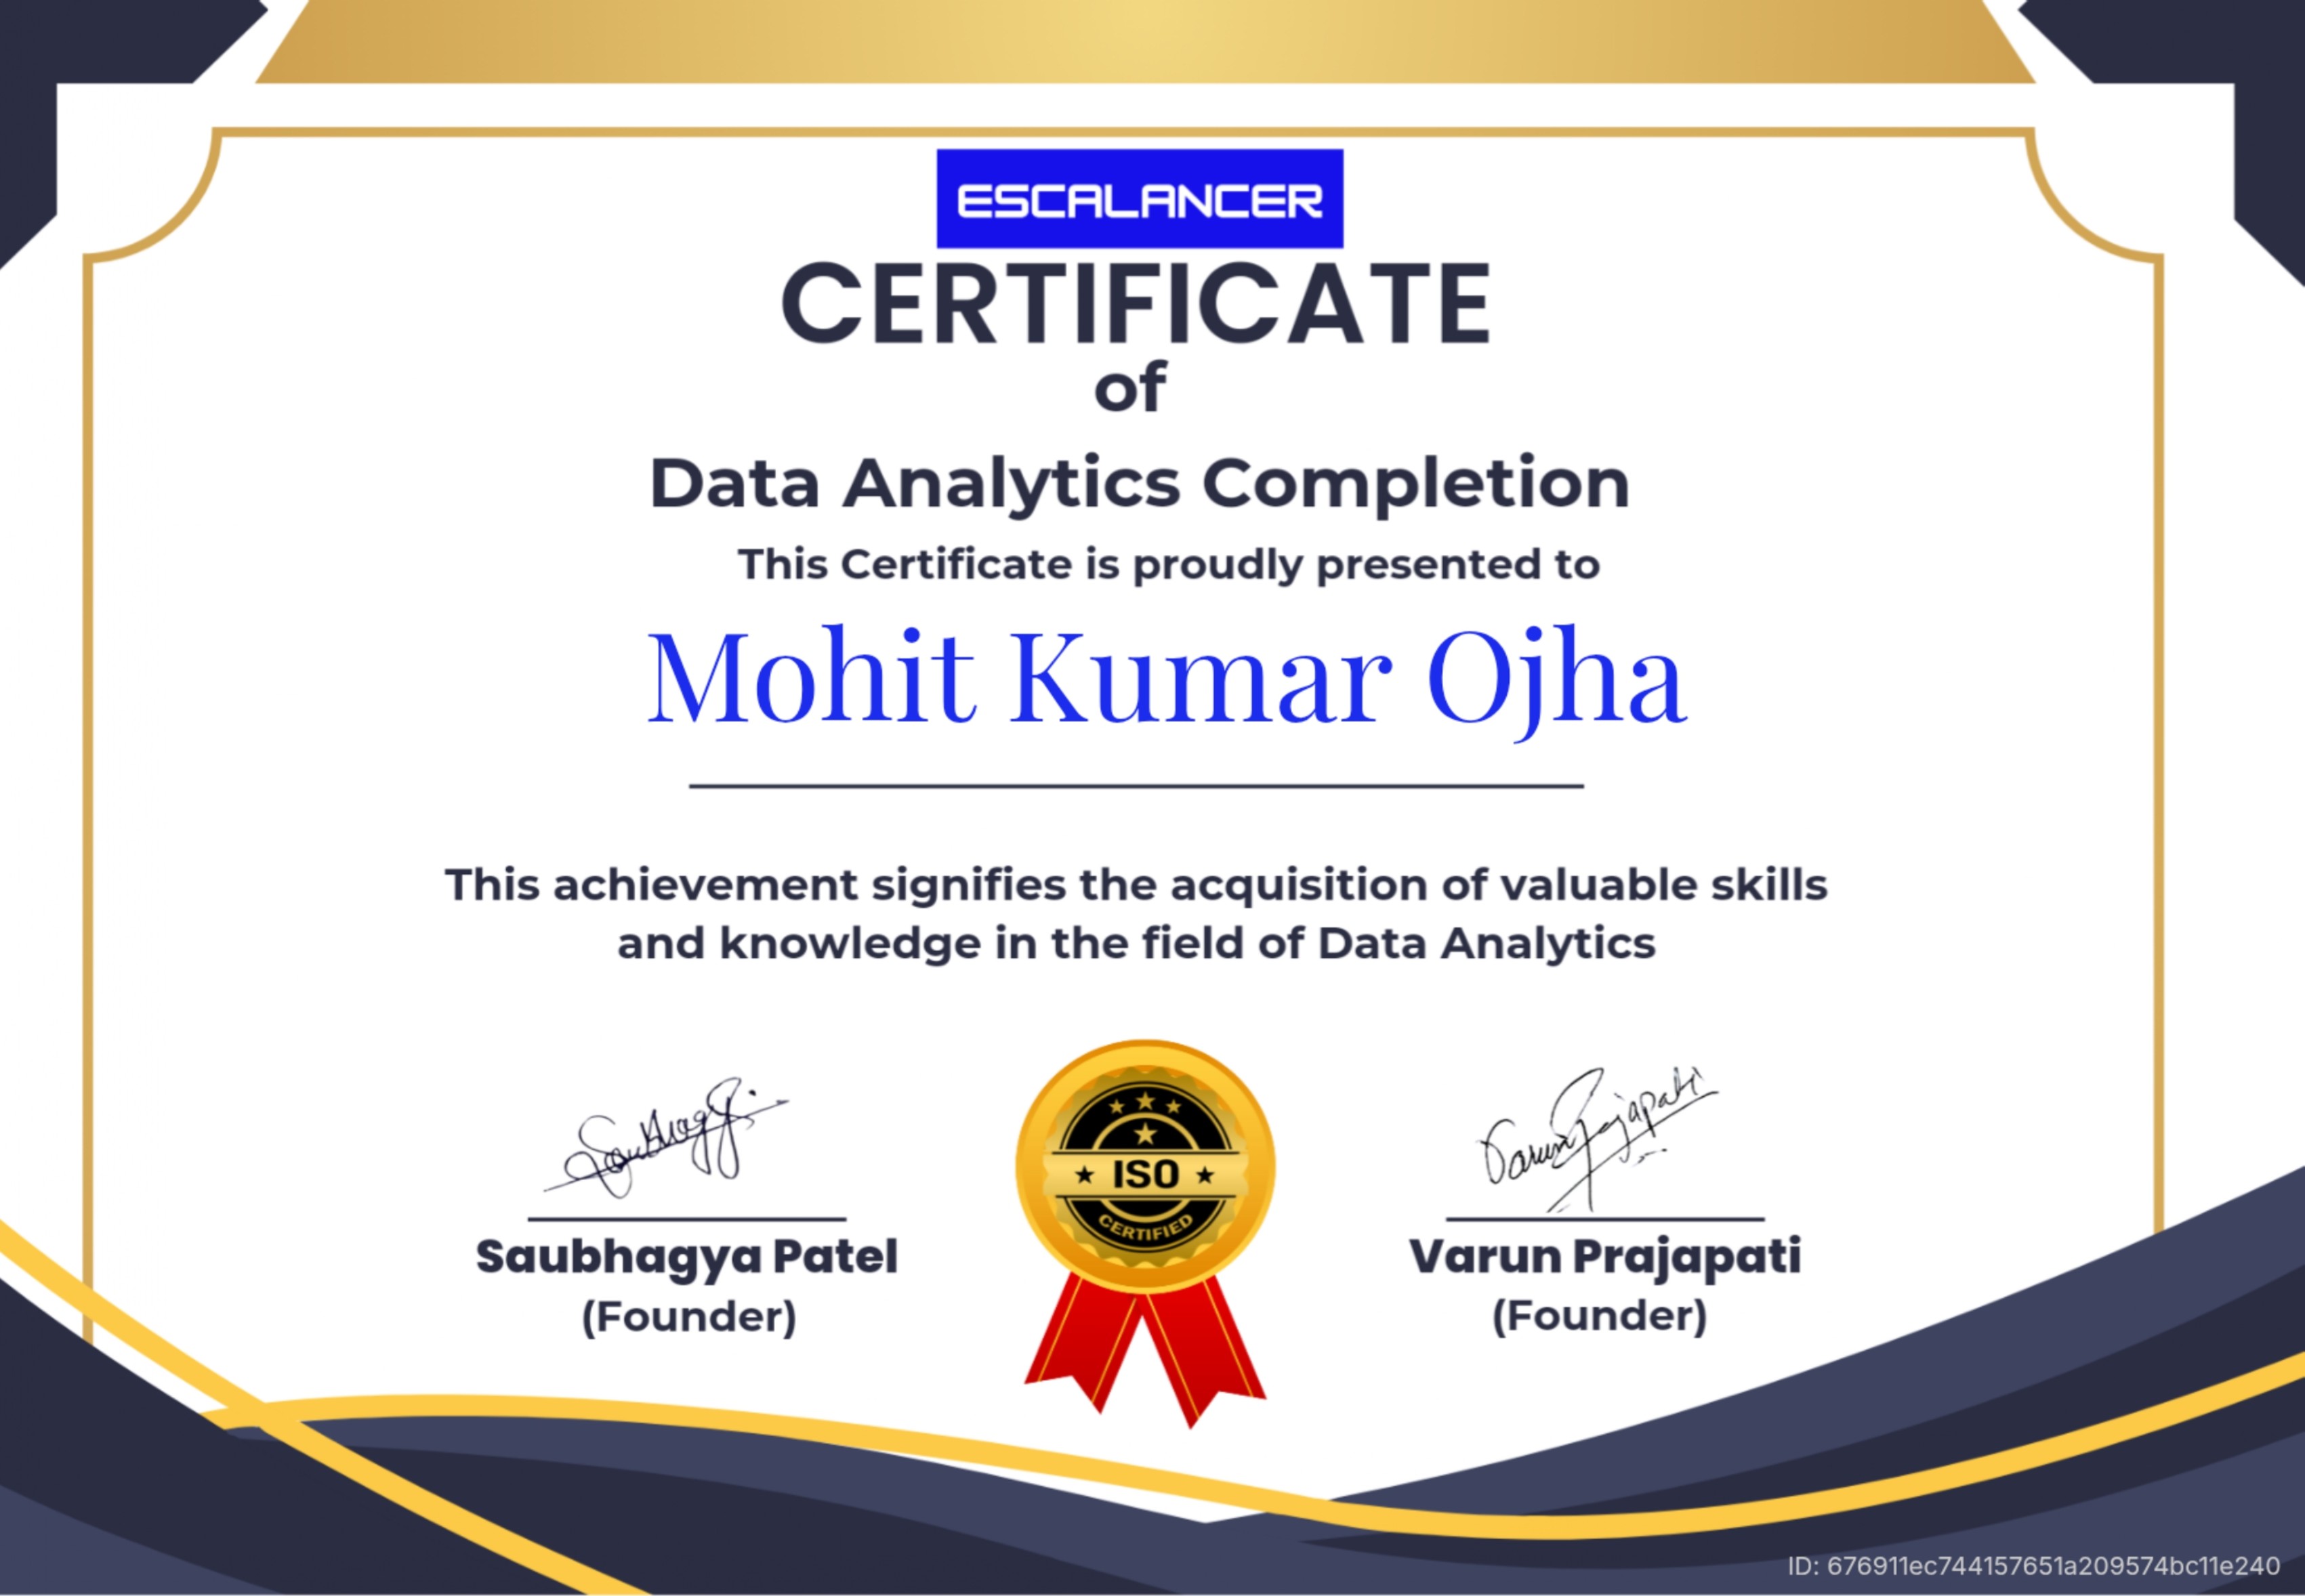 ESCALANCER
CERTIFICATE
of
Data Analytics Completion
This Certificate is proudly presented to
Mohit Kumar Ojha
This achievement signifies the acquisition of valuable skills
and knowledge in the field of Data Analytics
Saubhagya
Varun Prajapati
ISO
CERTIFIED
Saubhagya Patel
(Founder)
Varun Prajapati
(Founder)
ID: 676911ec744157651a209574bc11e240